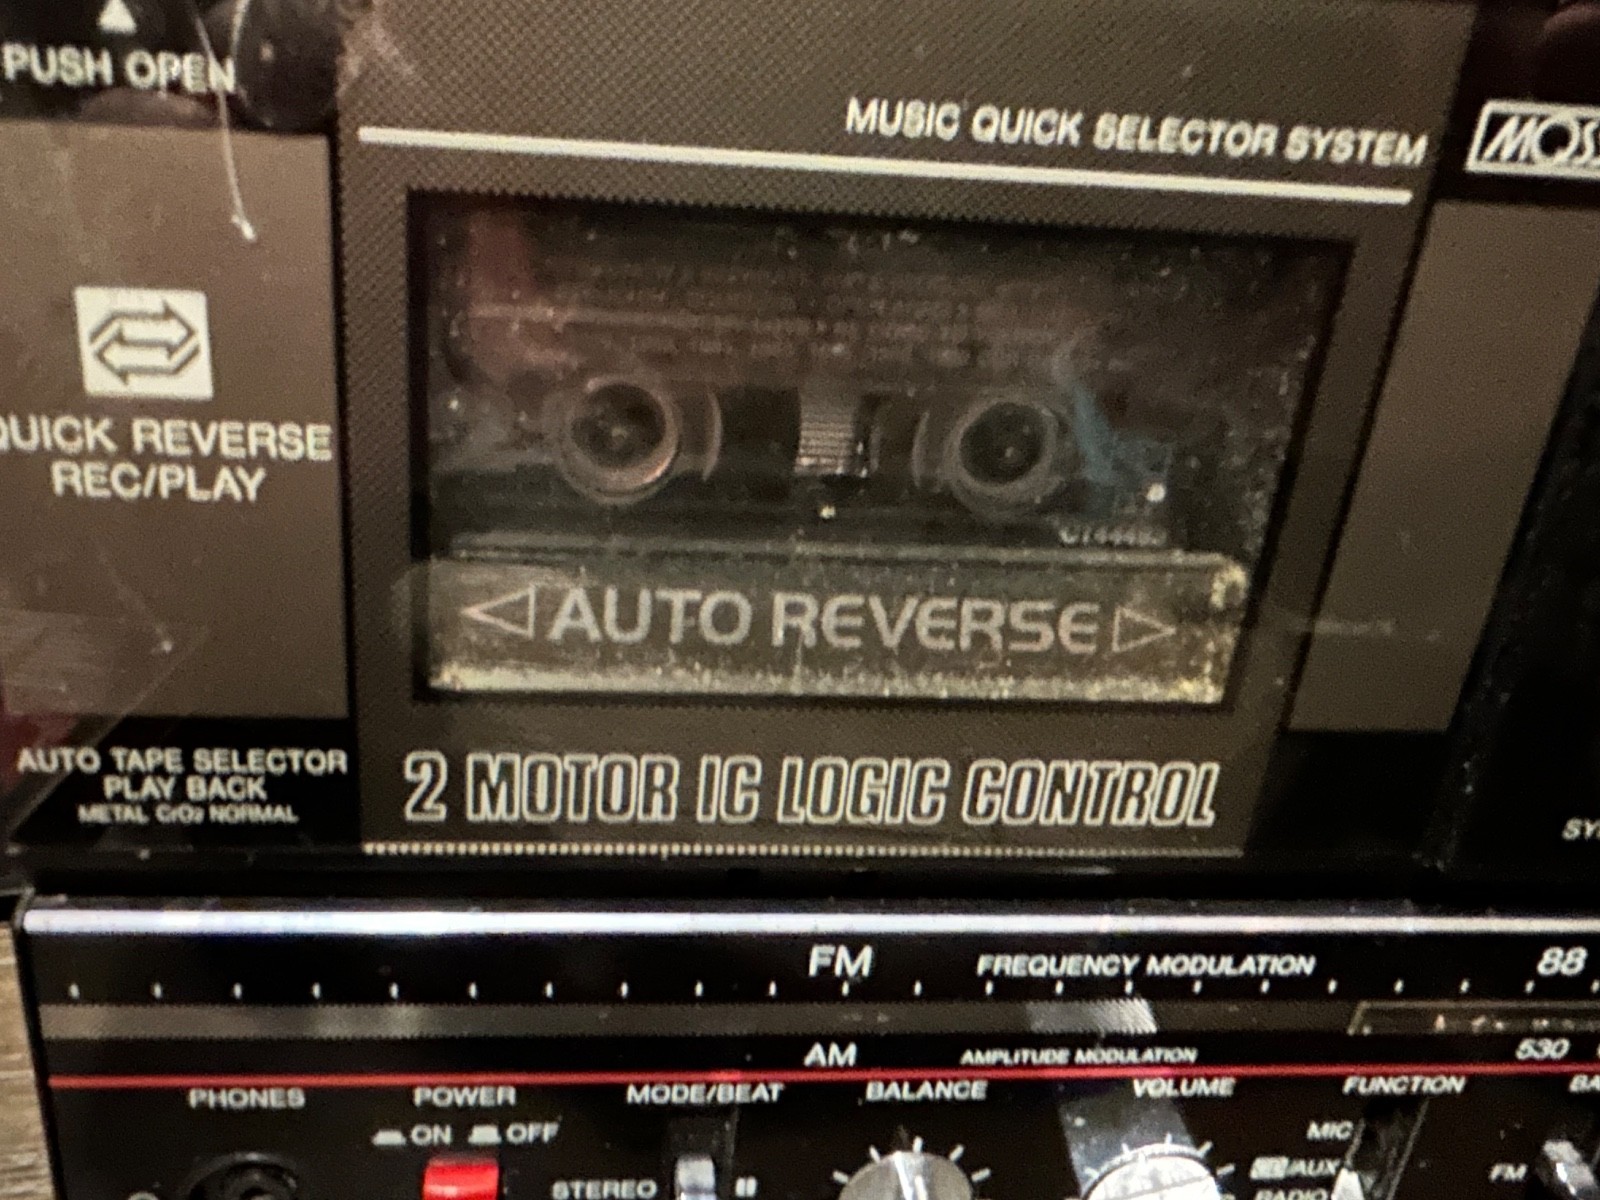 PUSH OPEN
MUSIC QUICK SELECTOR SYSTEM
QUICK REVERSE
REC/PLAY
AUTO REVERSE
AUTO TAPE SELECTOR
PLAY BACK
METAL CrO2 NORMAL
2 MOTOR IC LOGIC CONTROL
FM FREQUENCY MODULATION 88
AM AMPLITUDE MODULATION 530
PHONES POWER MODE/BEAT BALANCE VOLUME FUNCTION
ON OFF
MIC
STEREO
/AUX
RADIO
FM